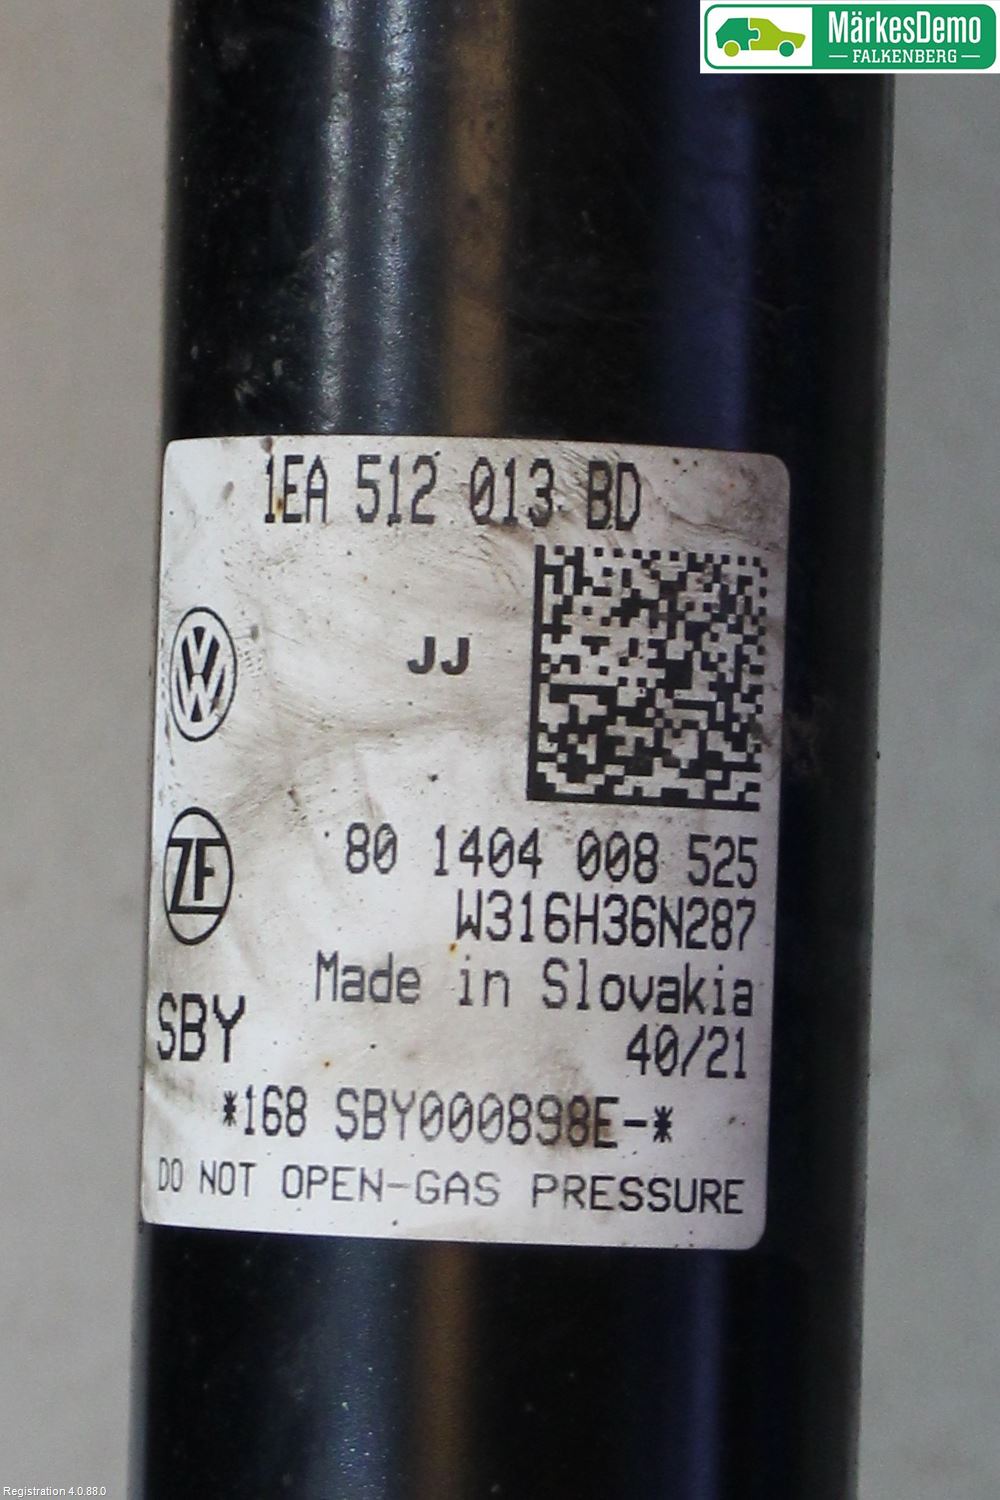 MärkesDemo
FALKENBERG
1EA 512 013 BD
JJ
80 1404 008 525
ZF
W316H36N287
Made in Slovakia
SBY
40/21
*168 SBY000898E-*
DO NOT OPEN-GAS PRESSURE
Registration 4.0.88.0